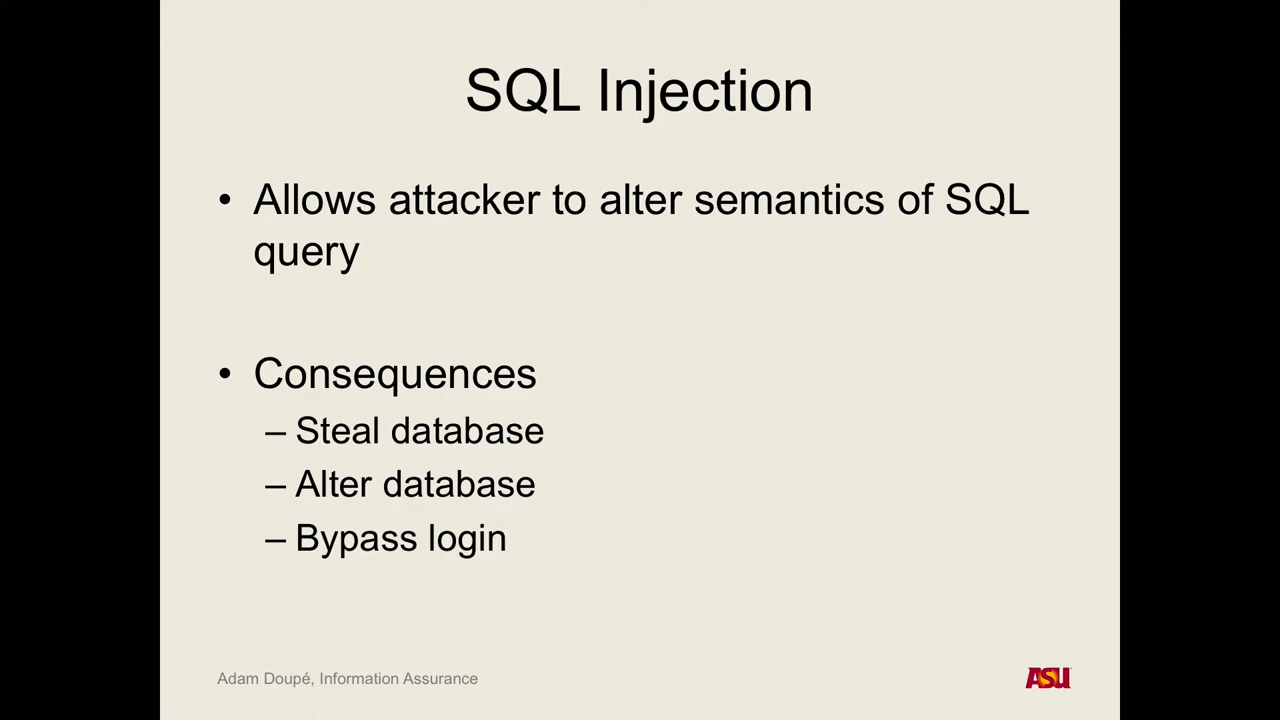 SQL Injection
• Allows attacker to alter semantics of SQL
query
• Consequences
– Steal database
– Alter database
– Bypass login
Adam Doupé, Information Assurance
ASU